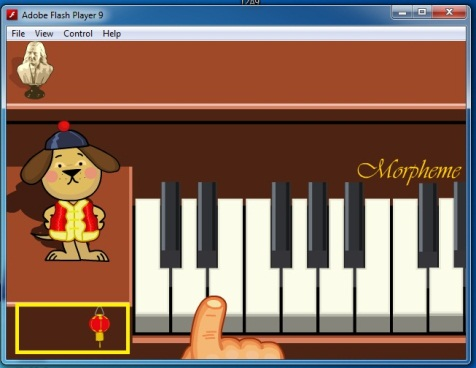 Adobe Flash Player 9
File View Control Help
Morpheme